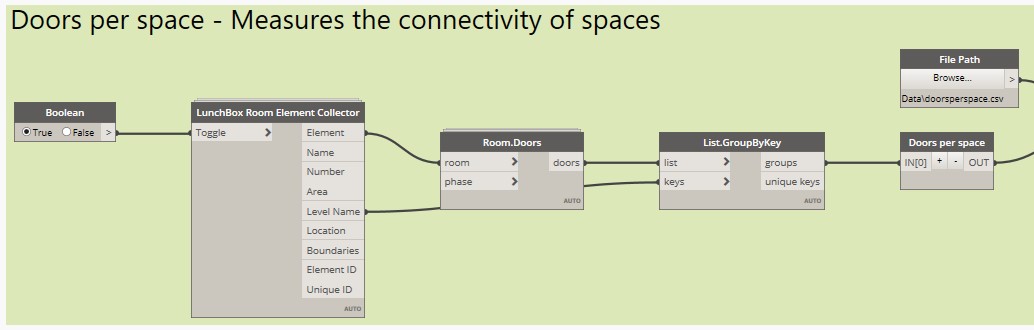 Doors per space - Measures the connectivity of spaces
File Path
Browse...
>
Data\doorsperspace.csv
Boolean
True False >
LunchBox Room Element Collector
Toggle > Element
Name
Number
Area
Level Name
Location
Boundaries
Element ID
Unique ID
AUTO
Room.Doors
room > doors
phase >
AUTO
List.GroupByKey
list > groups
keys > unique keys
AUTO
Doors per space
IN[0] + - OUT